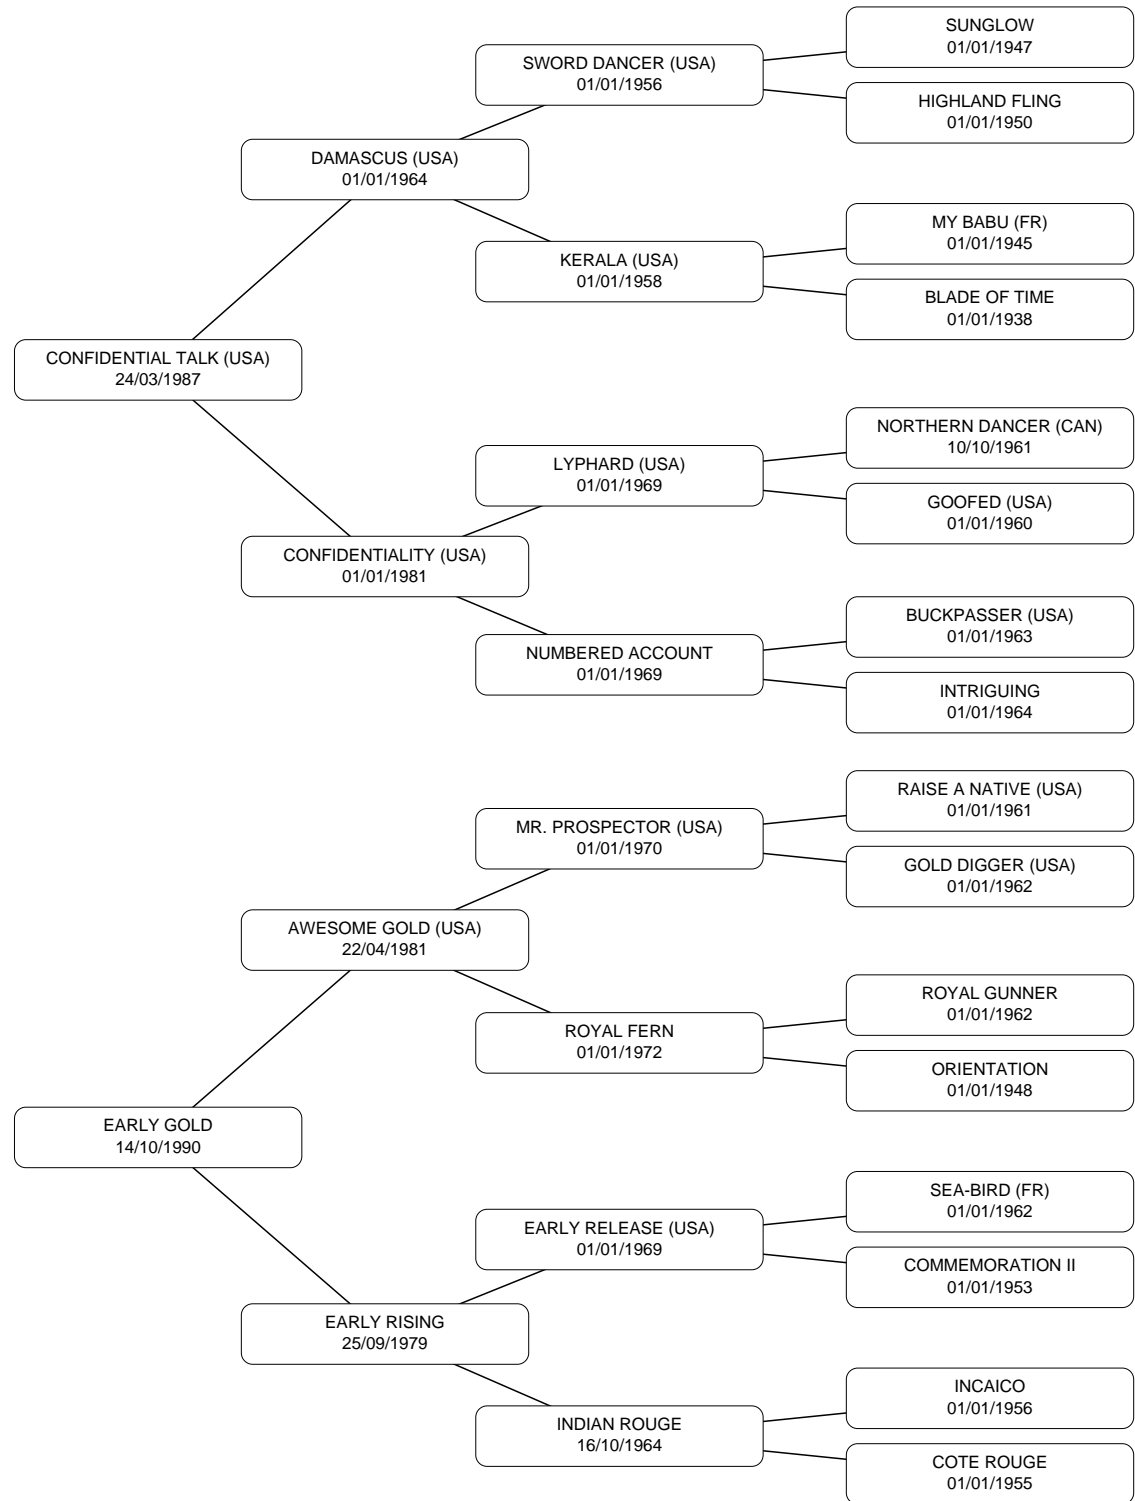 SUNGLOW
01/01/1947
SWORD DANCER (USA)
01/01/1956
HIGHLAND FLING
01/01/1950
DAMASCUS (USA)
01/01/1964
MY BABU (FR)
01/01/1945
KERALA (USA)
01/01/1958
BLADE OF TIME
01/01/1938
CONFIDENTIAL TALK (USA)
24/03/1987
NORTHERN DANCER (CAN)
10/10/1961
LYPHARD (USA)
01/01/1969
GOOFED (USA)
01/01/1960
CONFIDENTIALITY (USA)
01/01/1981
BUCKPASSER (USA)
01/01/1963
NUMBERED ACCOUNT
01/01/1969
INTRIGUING
01/01/1964
RAISE A NATIVE (USA)
01/01/1961
MR. PROSPECTOR (USA)
01/01/1970
GOLD DIGGER (USA)
01/01/1962
AWESOME GOLD (USA)
22/04/1981
ROYAL GUNNER
01/01/1962
ROYAL FERN
01/01/1972
ORIENTATION
01/01/1948
EARLY GOLD
14/10/1990
SEA-BIRD (FR)
01/01/1962
EARLY RELEASE (USA)
01/01/1969
COMMEMORATION II
01/01/1953
EARLY RISING
25/09/1979
INCAICO
01/01/1956
INDIAN ROUGE
16/10/1964
COTE ROUGE
01/01/1955